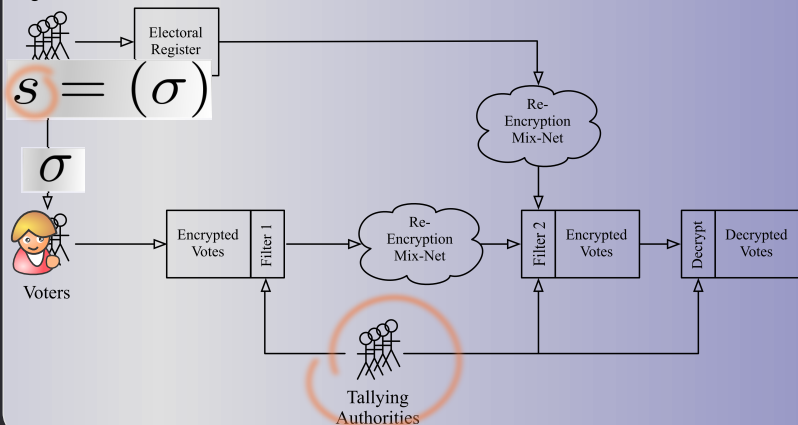 Electoral
Register
s = (σ)
σ
Re-
Encryption
Mix-Net
Voters
Encrypted
Votes
Filter 1
Re-
Encryption
Mix-Net
Filter 2
Encrypted
Votes
Decrypt
Decrypted
Votes
Tallying
Authorities